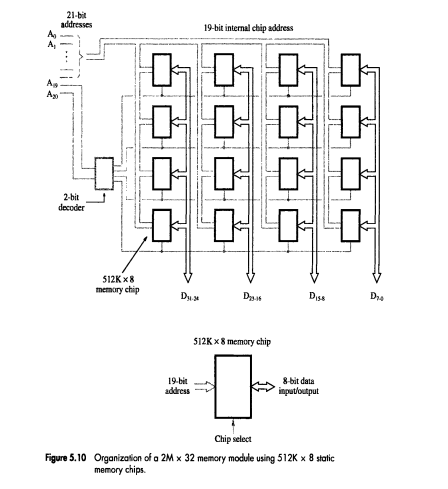 21-bit
addresses
19-bit internal chip address
A0
A1
A19
A20
2-bit
decoder
512K × 8
memory chip
D31-24
D23-16
D15-8
D7-0
512K × 8 memory chip
19-bit
address
8-bit data
input/output
Chip select
Figure 5.10 Organization of a 2M × 32 memory module using 512K × 8 static
memory chips.